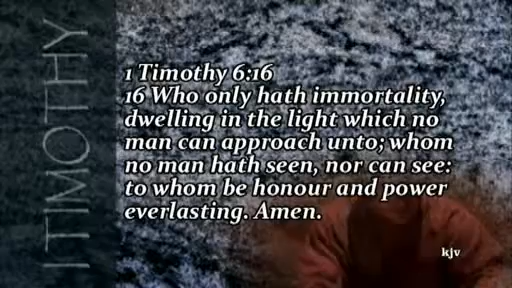 I TIMOTHY
1 Timothy 6:16
16 Who only hath immortality,
dwelling in the light which no
man can approach unto; whom
no man hath seen, nor can see:
to whom be honour and power
everlasting. Amen.
kjv